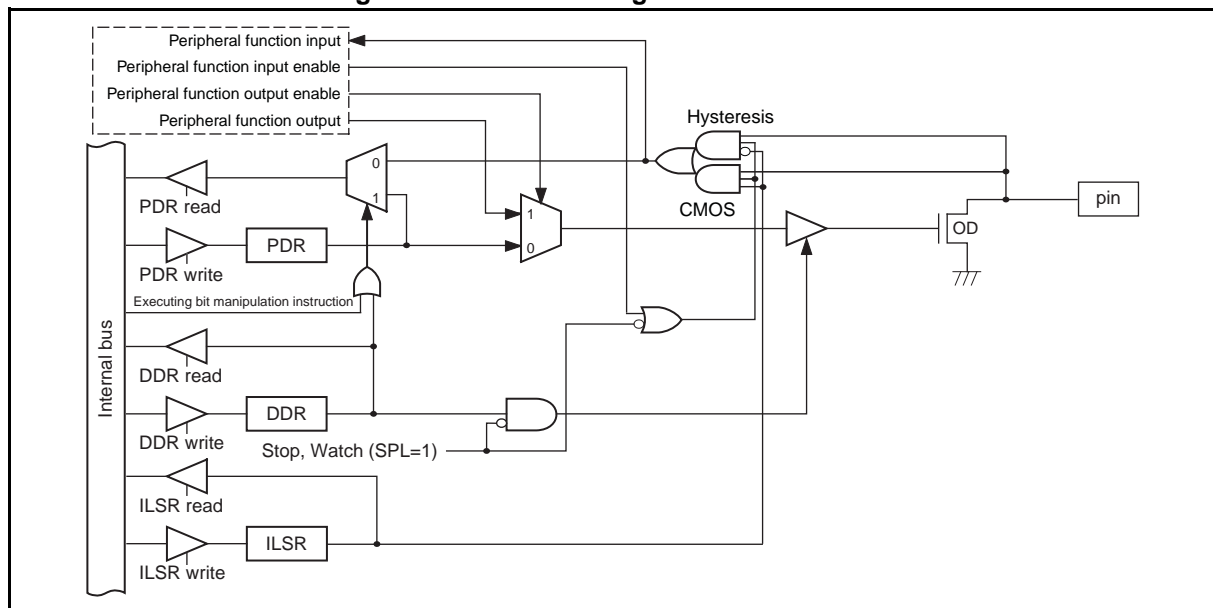 Peripheral function input
Peripheral function input enable
Peripheral function output enable
Peripheral function output
Hysteresis
0
1
PDR read
CMOS
pin
1
OD
PDR
0
PDR write
Executing bit manipulation instruction
Internal bus
DDR read
DDR
DDR write
Stop, Watch (SPL=1)
ILSR read
ILSR
ILSR write